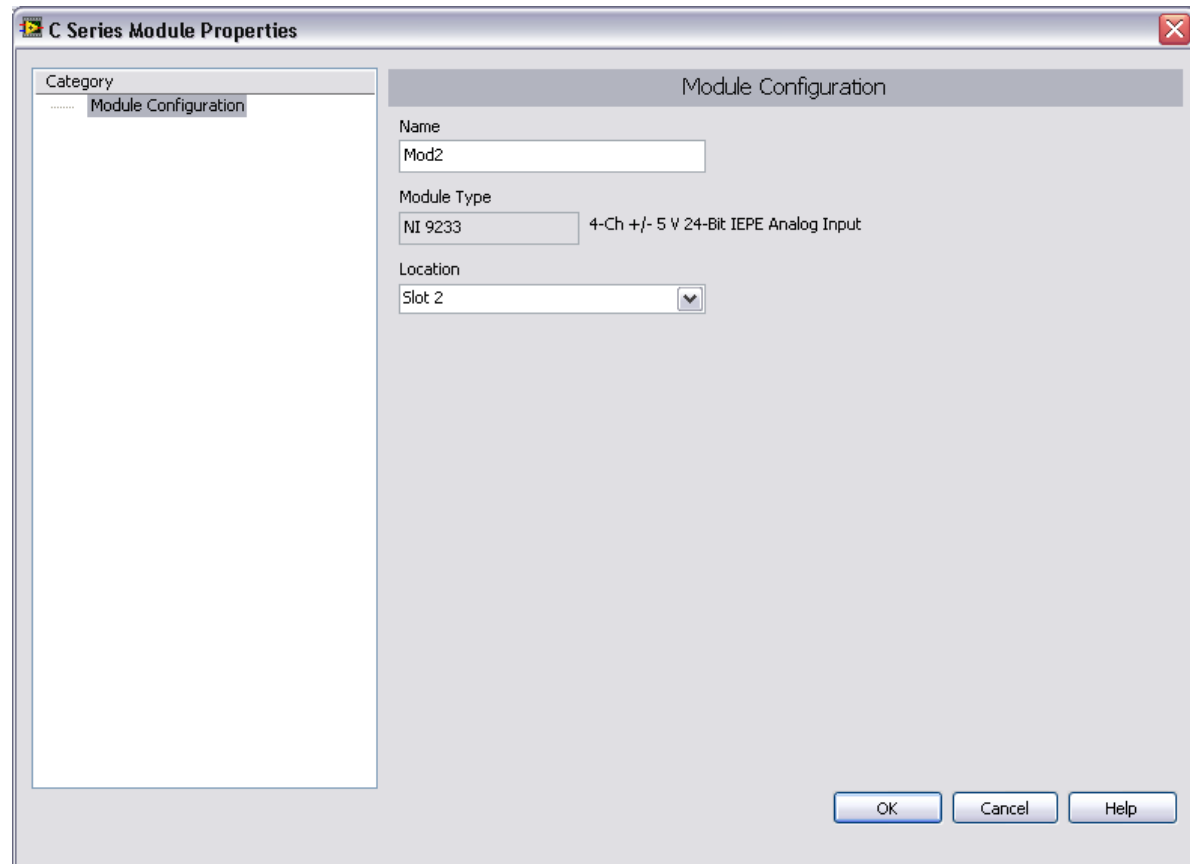 C Series Module Properties
Category
Module Configuration
Module Configuration
Name
Mod2
Module Type
NI 9233 4-Ch +/- 5 V 24-Bit IEPE Analog Input
Location
Slot 2
OK Cancel Help